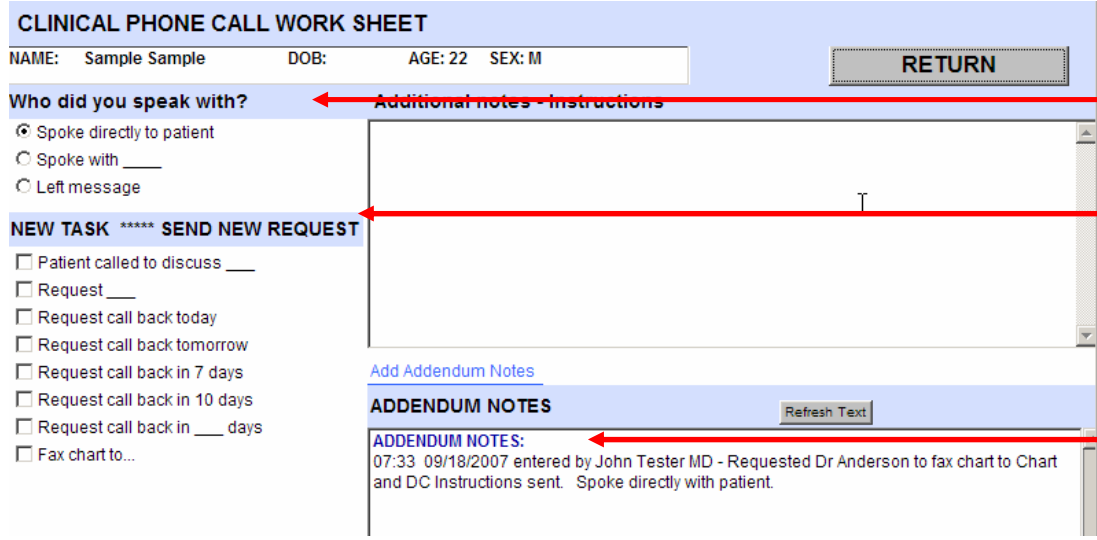 CLINICAL PHONE CALL WORK SHEET
NAME: Sample Sample DOB: AGE: 22 SEX: M
RETURN
Who did you speak with?
Additional notes - Instructions
Spoke directly to patient
Spoke with ____
Left message
NEW TASK ***** SEND NEW REQUEST
Patient called to discuss ___
Request ___
Request call back today
Request call back tomorrow
Request call back in 7 days
Request call back in 10 days
Request call back in ___ days
Fax chart to...
Add Addendum Notes
ADDENDUM NOTES
Refresh Text
ADDENDUM NOTES:
07:33 09/18/2007 entered by John Tester MD - Requested Dr Anderson to fax chart to Chart
and DC Instructions sent. Spoke directly with patient.